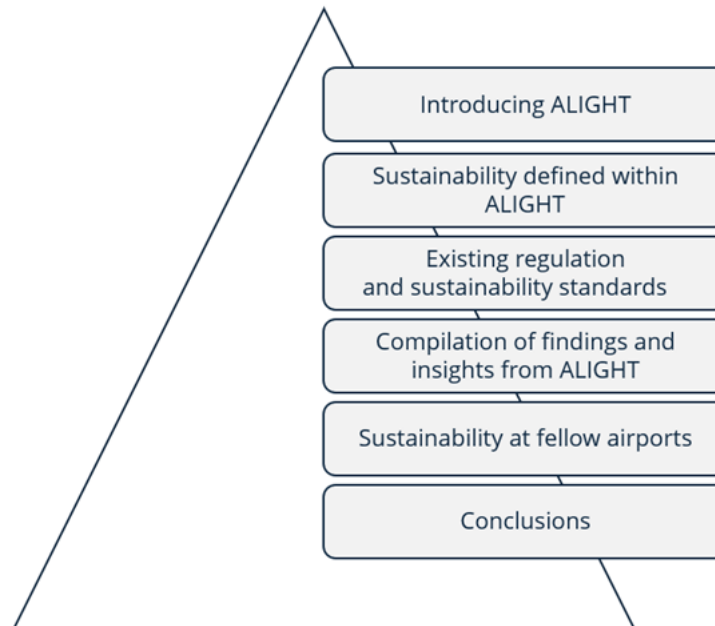 Introducing ALIGHT
Sustainability defined within
ALIGHT
Existing regulation
and sustainability standards
Compilation of findings and
insights from ALIGHT
Sustainability at fellow airports
Conclusions